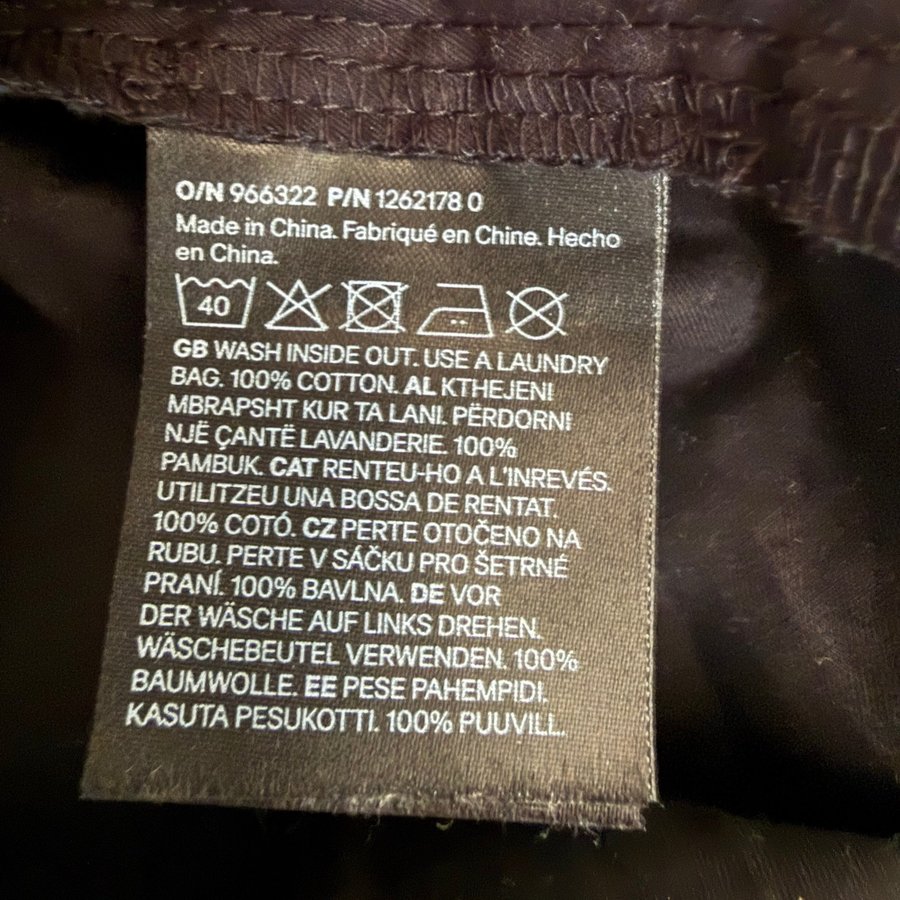 O/N 966322 P/N 1262178 0
Made in China. Fabriqué en Chine. Hecho
en China.
40
GB WASH INSIDE OUT. USE A LAUNDRY
BAG. 100% COTTON. AL KTHEJENI
MBRAPSHT KUR TA LANI. PËRDORNI
NJË ÇANTË LAVANDERIE. 100%
PAMBUK. CAT RENTEU-HO A L'INREVÉS.
UTILITZEU UNA BOSSA DE RENTAT.
100% COTÓ. CZ PERTE OTOČENO NA
RUBU. PERTE V SÁČKU PRO ŠETRNÉ
PRANÍ. 100% BAVLNA. DE VOR
DER WÄSCHE AUF LINKS DREHEN.
WÄSCHEBEUTEL VERWENDEN. 100%
BAUMWOLLE. EE PESE PAHEMPIDI.
KASUTA PESUKOTTI. 100% PUUVILL.